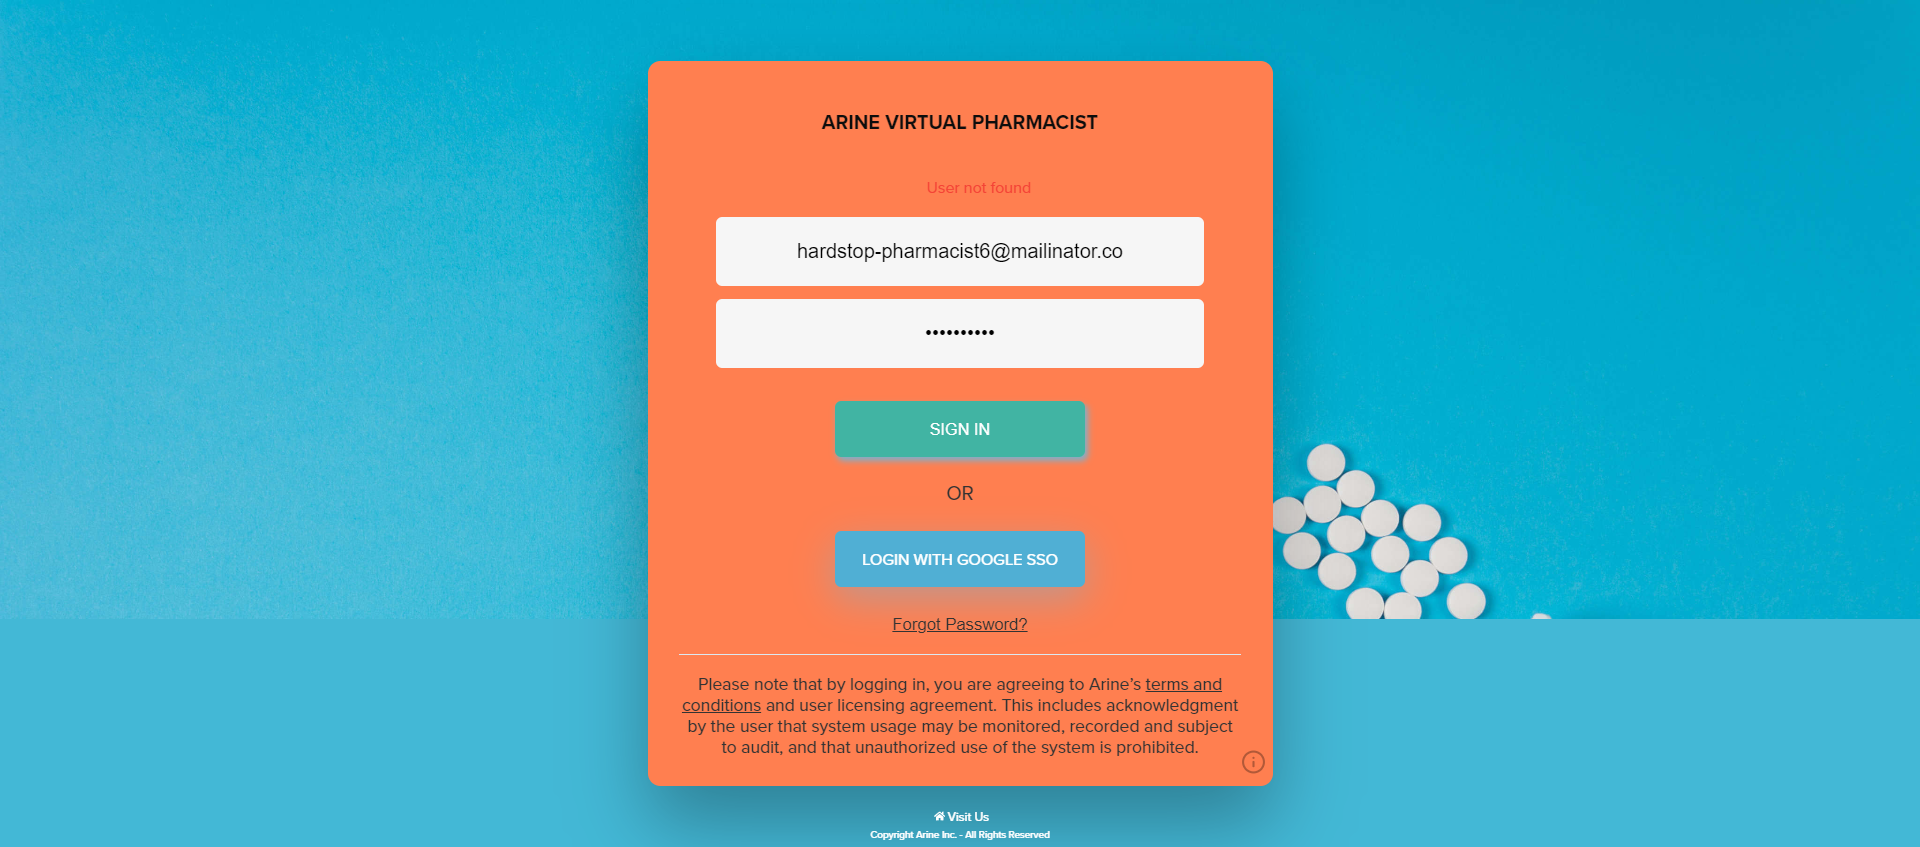 ARINE VIRTUAL PHARMACIST
User not found
hardstop-pharmacist6@mailinator.co
••••••••••
SIGN IN
OR
LOGIN WITH GOOGLE SSO
Forgot Password?
Please note that by logging in, you are agreeing to Arine’s terms and
conditions and user licensing agreement. This includes acknowledgment
by the user that system usage may be monitored, recorded and subject
to audit, and that unauthorized use of the system is prohibited.
Visit Us
Copyright Arine Inc. - All Rights Reserved